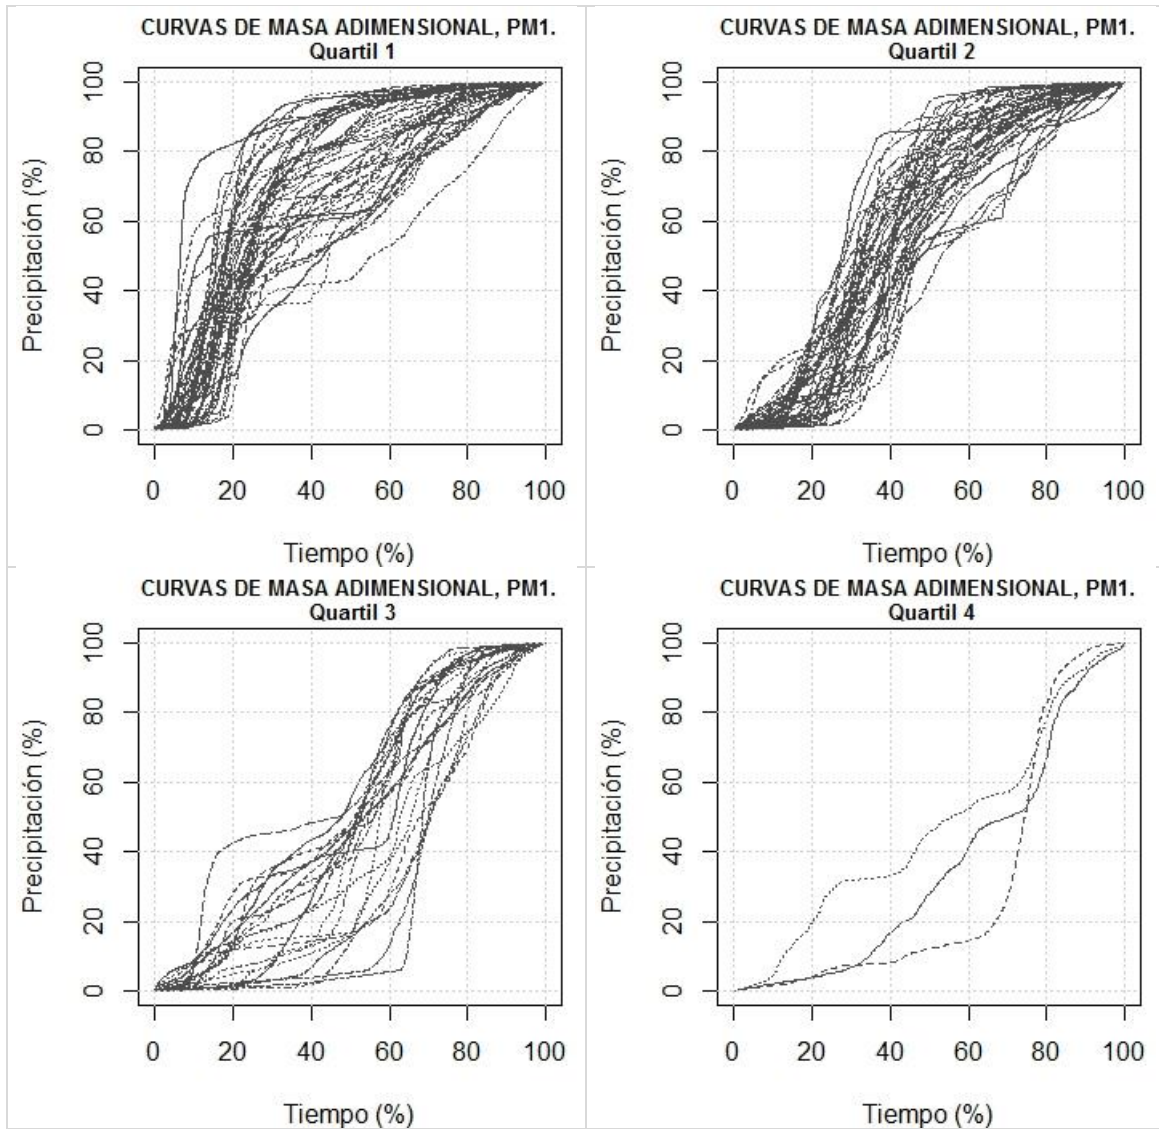 CURVAS DE MASA ADIMENSIONAL, PM1.
Quartil 1
Precipitación (%)
100
80
60
40
20
0
0 20 40 60 80 100
Tiempo (%)
CURVAS DE MASA ADIMENSIONAL, PM1.
Quartil 2
Precipitación (%)
100
80
60
40
20
0
0 20 40 60 80 100
Tiempo (%)
CURVAS DE MASA ADIMENSIONAL, PM1.
Quartil 3
Precipitación (%)
100
80
60
40
20
0
0 20 40 60 80 100
Tiempo (%)
CURVAS DE MASA ADIMENSIONAL, PM1.
Quartil 4
Precipitación (%)
100
80
60
40
20
0
0 20 40 60 80 100
Tiempo (%)